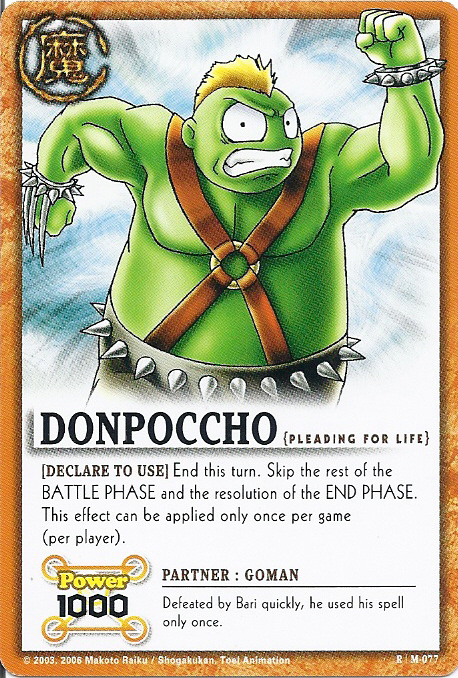 魔
DONPOCCHO {PLEADING FOR LIFE}
[DECLARE TO USE] End this turn. Skip the rest of the
BATTLE PHASE and the resolution of the END PHASE.
This effect can be applied only once per game
(per player).
Power
1000
PARTNER : GOMAN
Defeated by Bari quickly, he used his spell
only once.
© 2003, 2006 Makoto Raiku / Shogakukan, Toei Animation
R | M-077